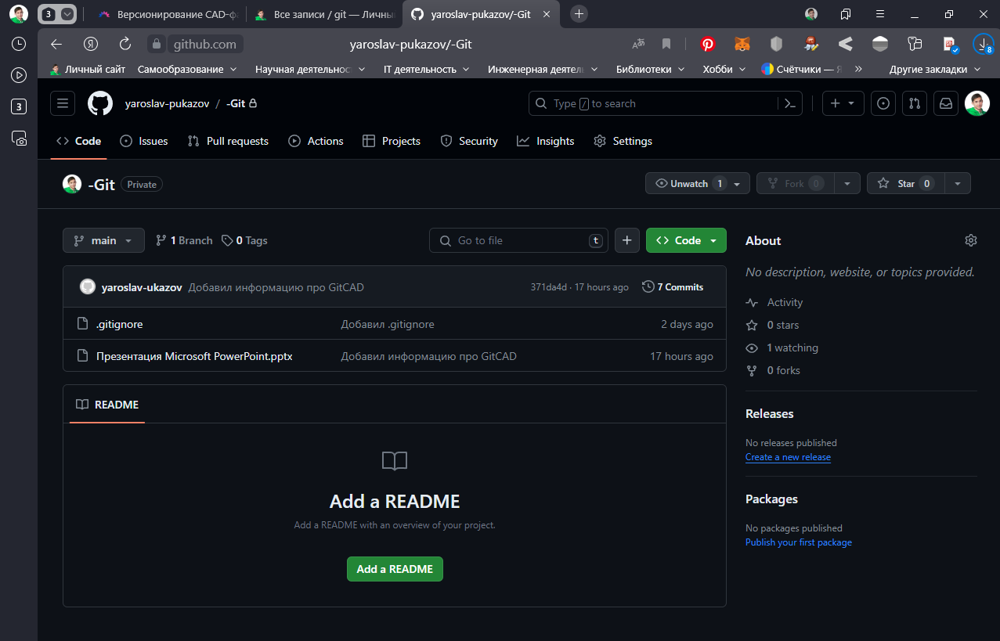 3 Версионирование CAD-фа Все записи / git — Личны yaroslav-pukazov/-Git
github.com yaroslav-pukazov/-Git 8
Личный сайт Самообразование Научная деятельнос IT деятельность Инженерная деятел Библиотеки Хобби Счётчики — Я Другие закладки
3
yaroslav-pukazov / -Git Type / to search
Code Issues Pull requests Actions Projects Security Insights Settings
-Git Private Unwatch 1 Fork 0 Star 0
main 1 Branch 0 Tags Go to file t Code
About
No description, website, or topics provided.
yaroslav-ukazov Добавил информацию про GitCAD 371da4d · 17 hours ago 7 Commits
.gitignore Добавил .gitignore 2 days ago
Презентация Microsoft PowerPoint.pptx Добавил информацию про GitCAD 17 hours ago
Activity
0 stars
1 watching
0 forks
README
Add a README
Add a README with an overview of your project.
Add a README
Releases
No releases published
Create a new release
Packages
No packages published
Publish your first package